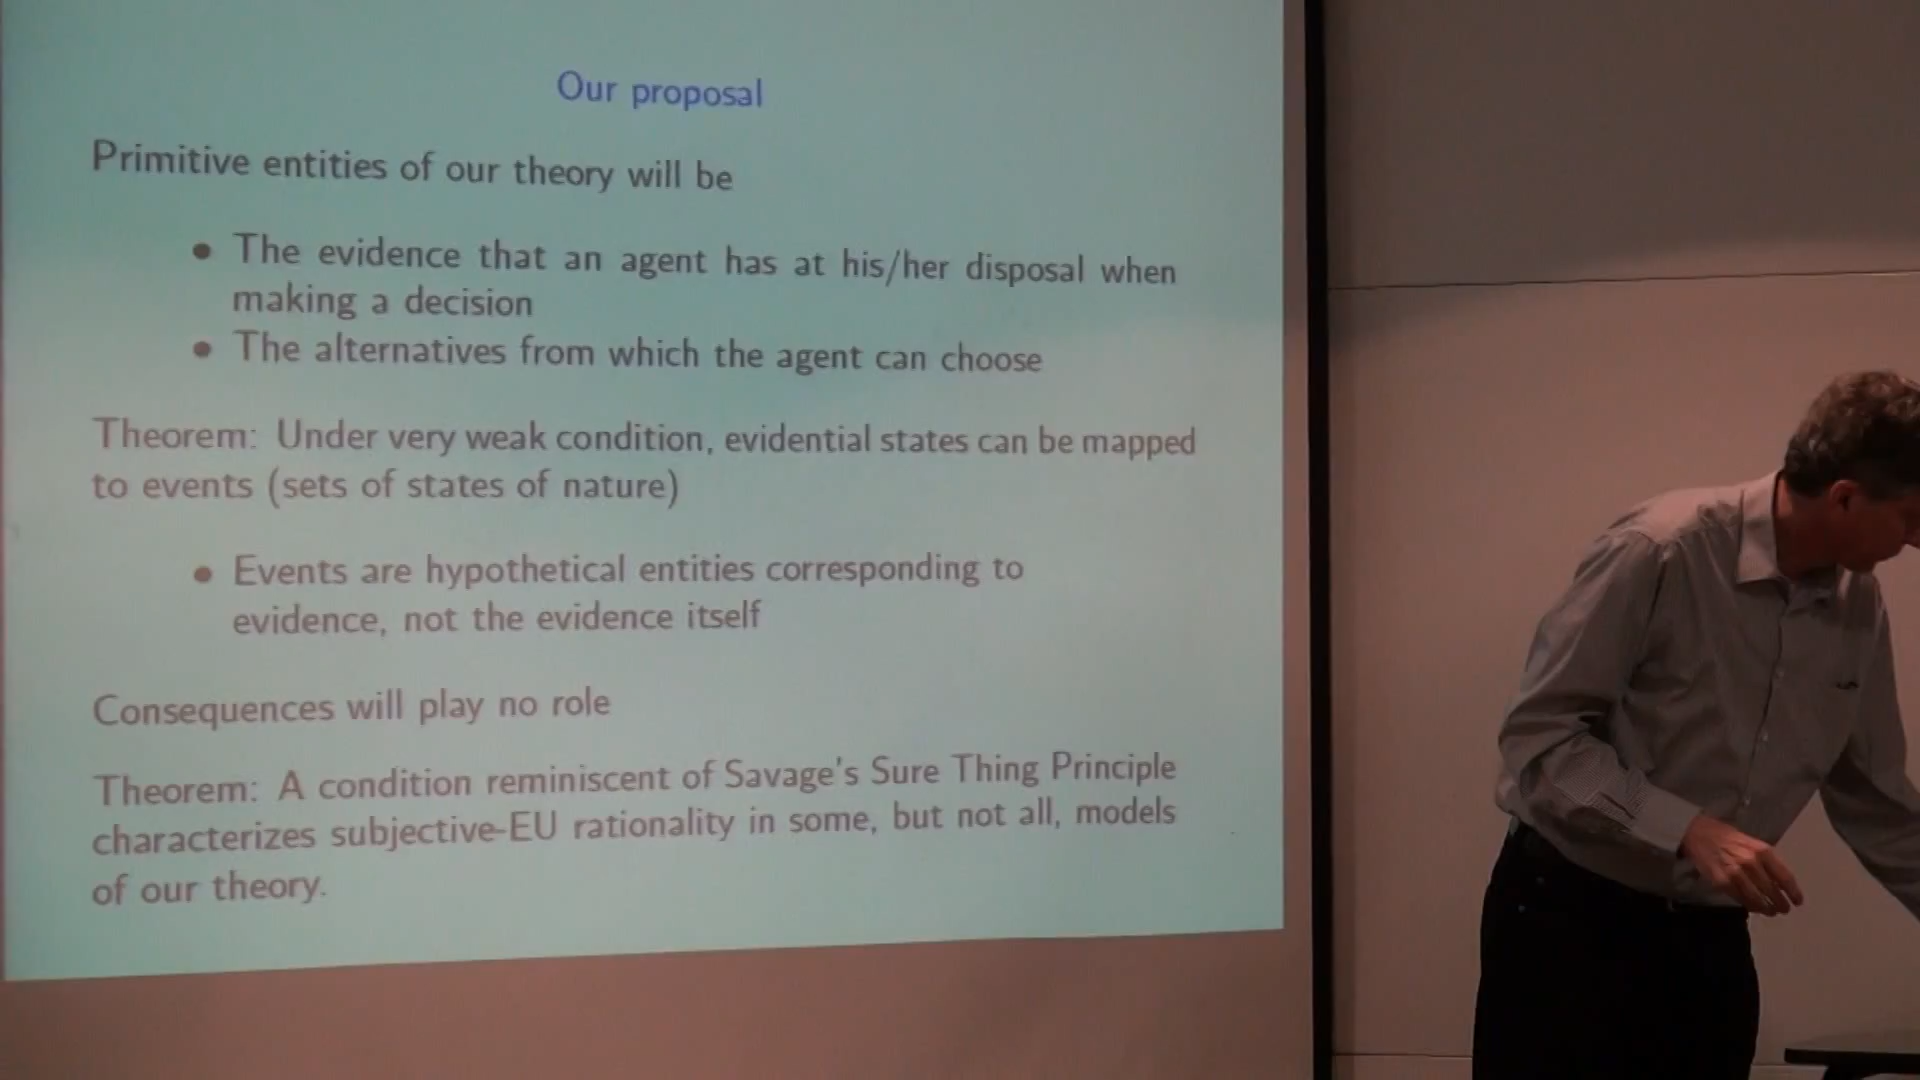 Our proposal
Primitive entities of our theory will be
• The evidence that an agent has at his/her disposal when
making a decision
• The alternatives from which the agent can choose
Theorem: Under very weak condition, evidential states can be mapped
to events (sets of states of nature)
• Events are hypothetical entities corresponding to
evidence, not the evidence itself
Consequences will play no role
Theorem: A condition reminiscent of Savage's Sure Thing Principle
characterizes subjective-EU rationality in some, but not all, models
of our theory.